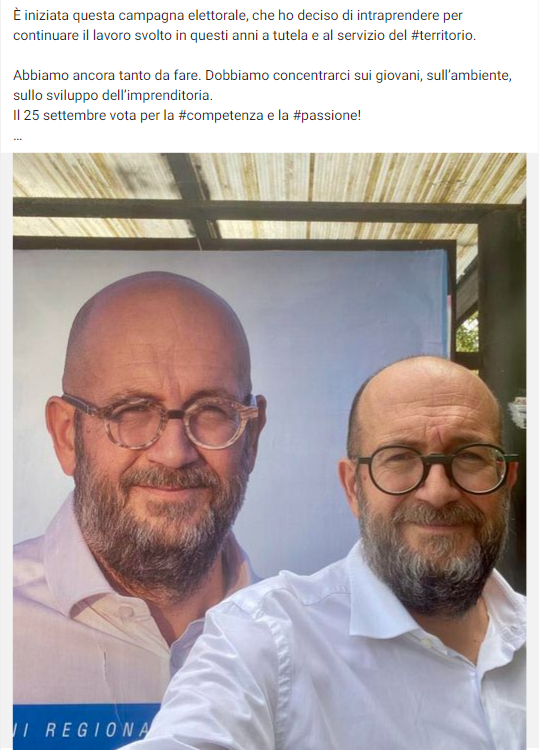 È iniziata questa campagna elettorale, che ho deciso di intraprendere per
continuare il lavoro svolto in questi anni a tutela e al servizio del #territorio.
Abbiamo ancora tanto da fare. Dobbiamo concentrarci sui giovani, sull'ambiente,
sullo sviluppo dell'imprenditoria.
Il 25 settembre vota per la #competenza e la #passione!
...
NI REGIONA